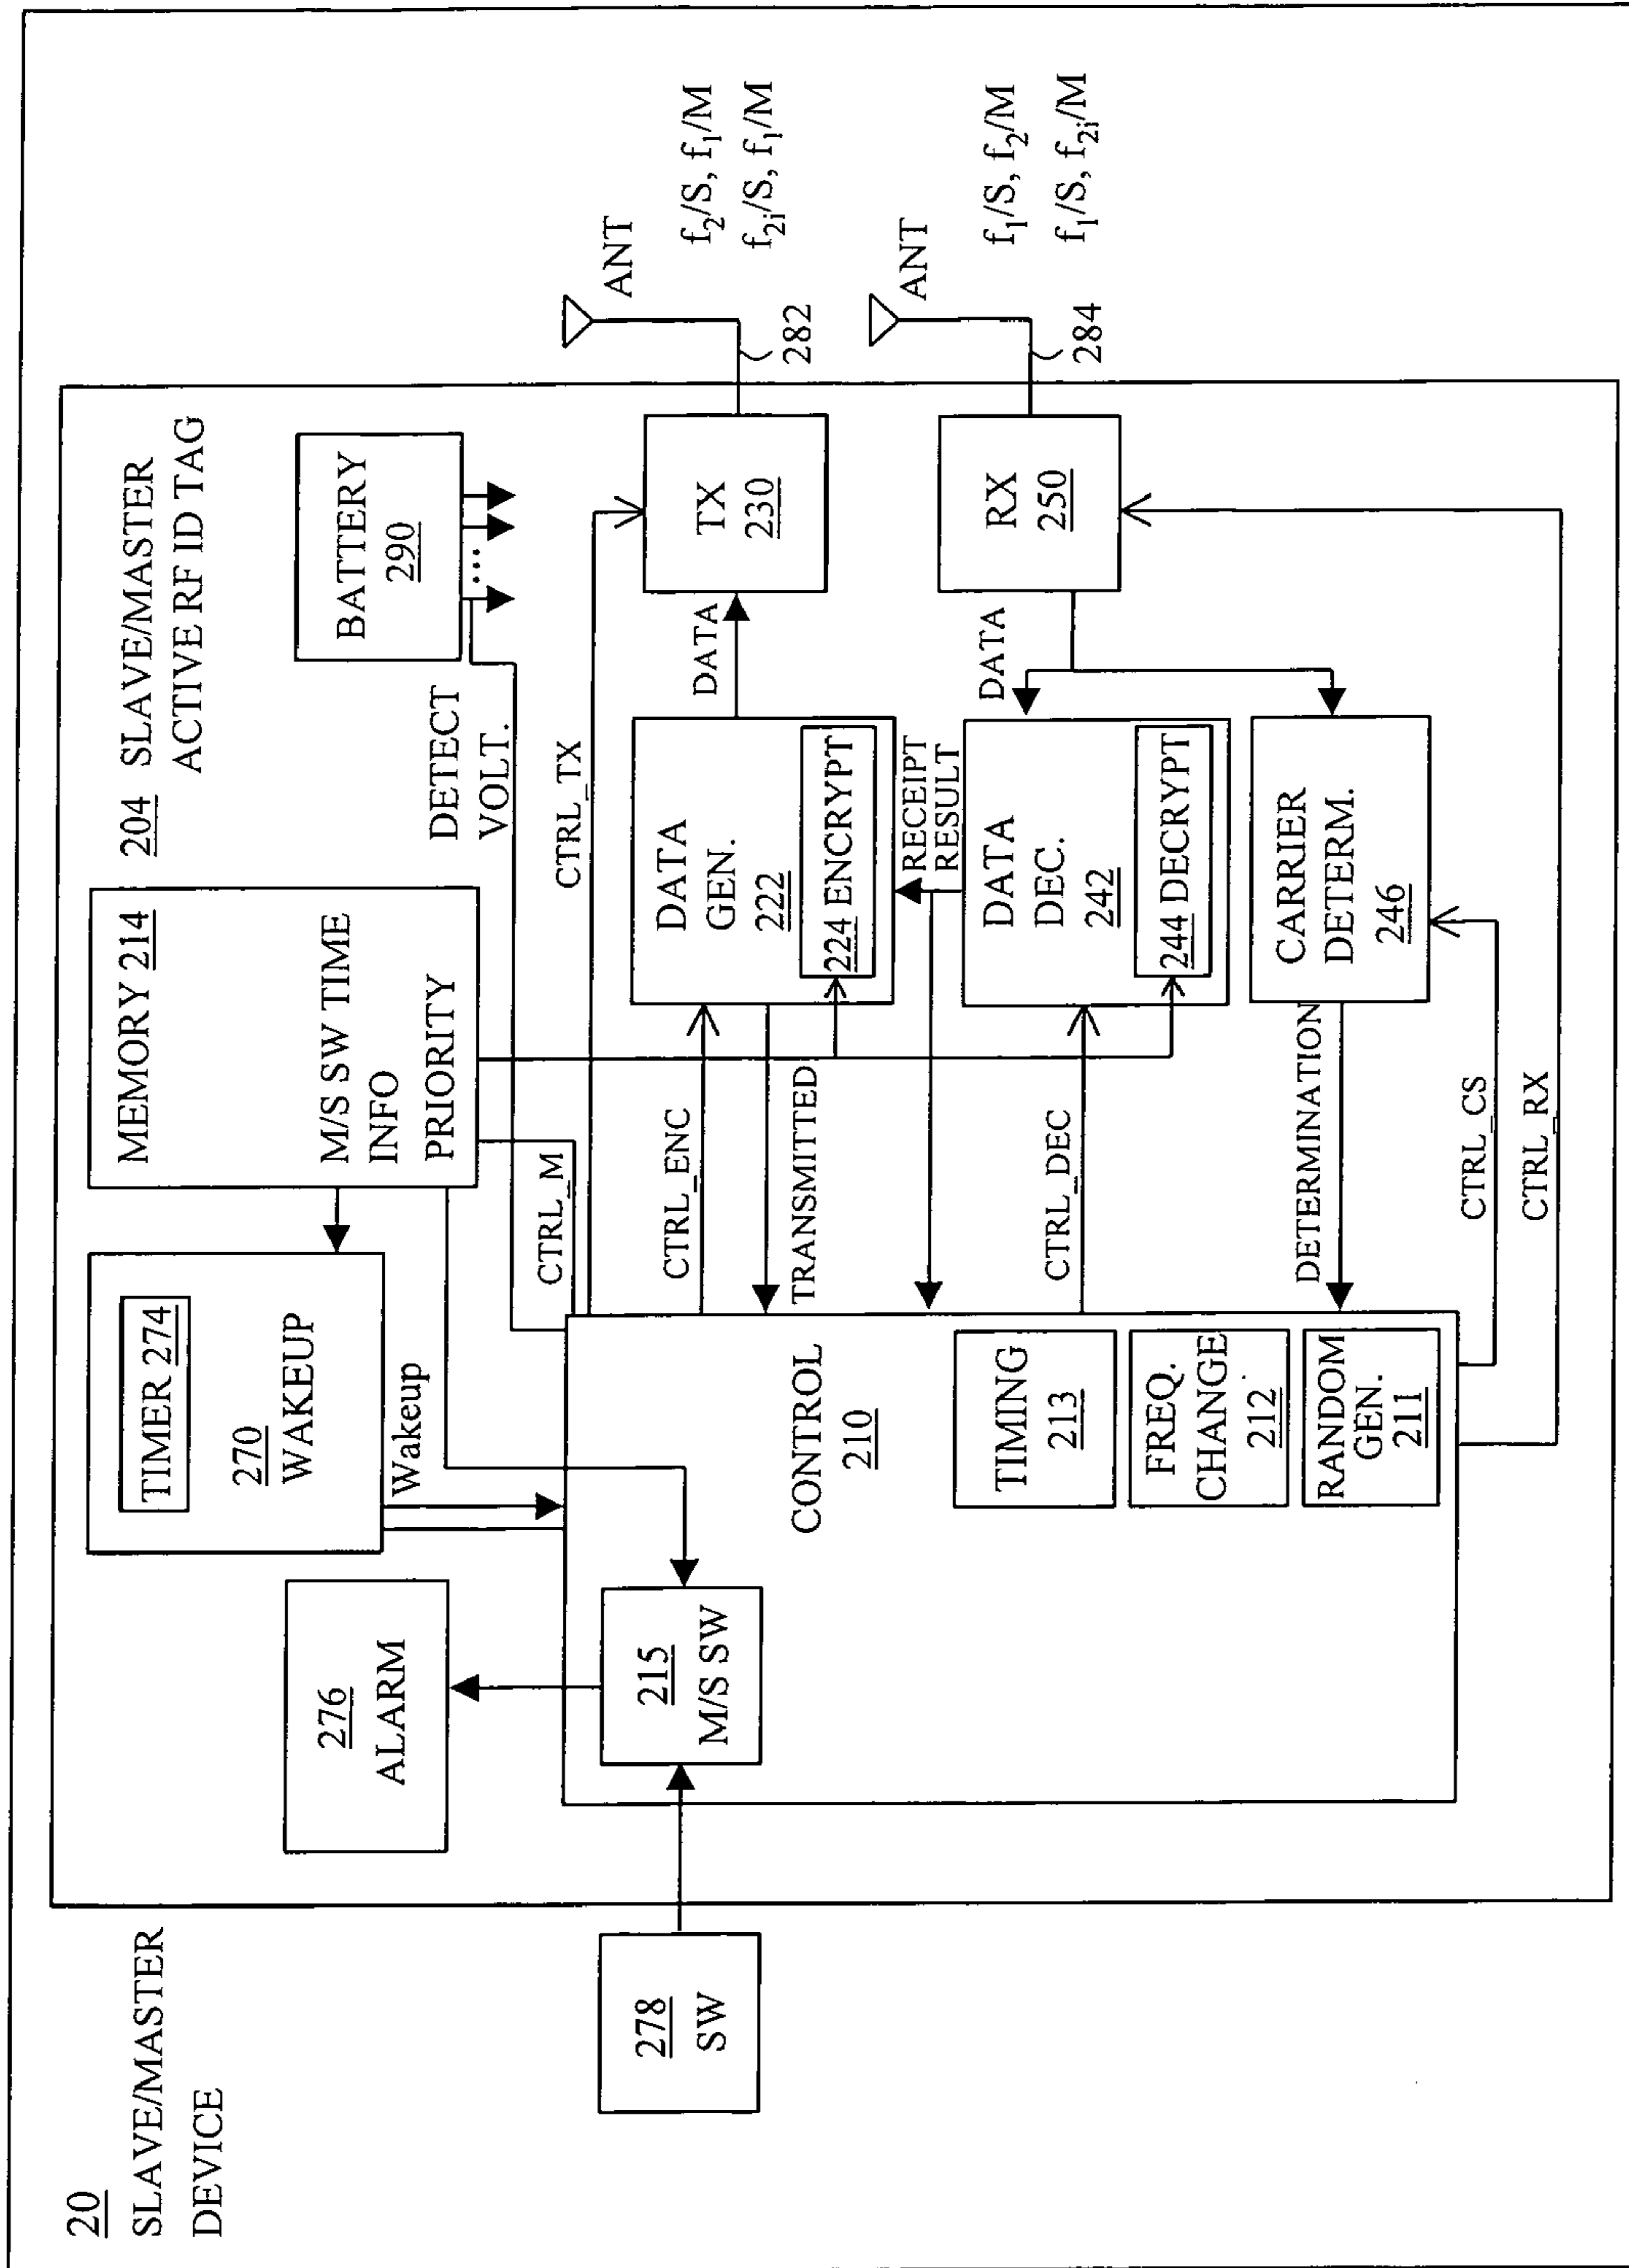 20
SLAVE/MASTER
DEVICE
204 SLAVE/MASTER
ACTIVE RF ID TAG
278
SW
276
ALARM
TIMER 274
270
WAKEUP
Wakeup
MEMORY 214
M/S SW TIME
INFO
PRIORITY
BATTERY
290
DETECT
VOLT.
CTRL_M
CTRL_TX
215
M/S SW
CONTROL
210
TIMING
213
FREQ.
CHANGE
212
RANDOM
GEN.
211
CTRL_ENC
TRANSMITTED
CTRL_DEC
DETERMINATION
CTRL_CS
CTRL_RX
DATA
GEN.
222
224 ENCRYPT
RECEIPT
RESULT
DATA
DEC.
242
244 DECRYPT
CARRIER
DETERM.
246
DATA
DATA
TX
230
RX
250
282
ANT
f2/S, f1/M
f2i/S, f1/M
284
ANT
f1/S, f2/M
f1/S, f2i/M